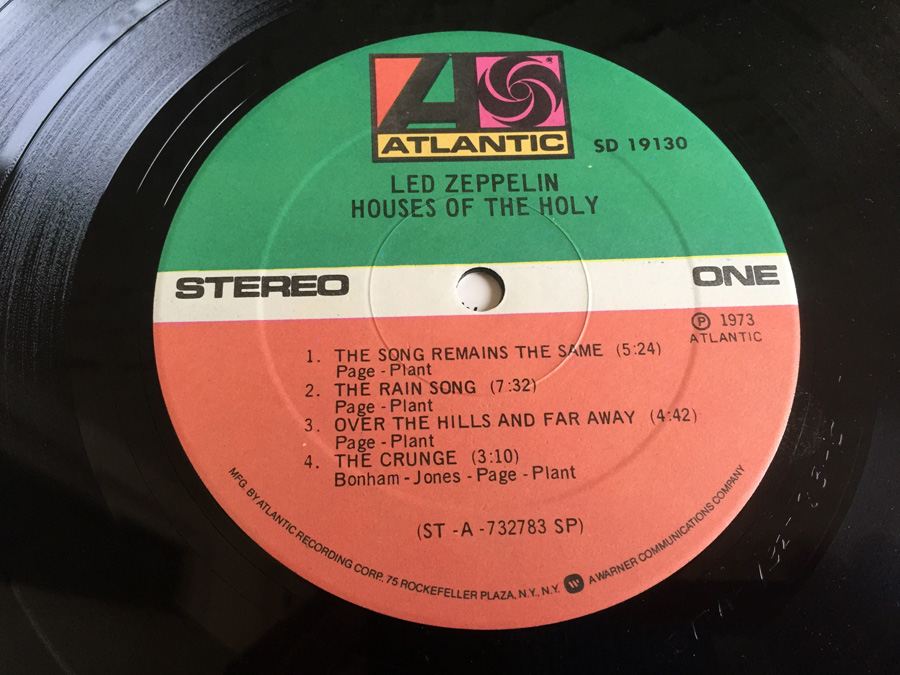 ATLANTIC
SD 19130
LED ZEPPELIN
HOUSES OF THE HOLY
STEREO
ONE
Ⓟ 1973
ATLANTIC
1. THE SONG REMAINS THE SAME (5:24)
Page - Plant
2. THE RAIN SONG (7:32)
Page - Plant
3. OVER THE HILLS AND FAR AWAY (4:42)
Page - Plant
4. THE CRUNGE (3:10)
Bonham - Jones - Page - Plant
(ST -A -732783 SP)
MFG. BY ATLANTIC RECORDING CORP., 75 ROCKEFELLER PLAZA, N.Y., N.Y. A WARNER COMMUNICATIONS COMPANY